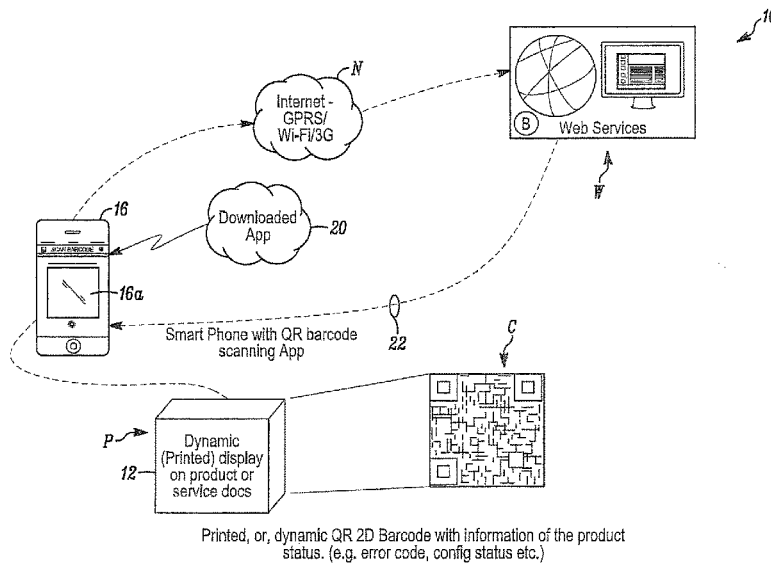 10
N
Internet -
GPRS/
Wi-Fi/3G
B
Web Services
W
16
SCAN BARCODE
Downloaded
App
20
16a
22
Smart Phone with QR barcode
scanning App
C
P
12
Dynamic
(Printed) display
on product or
service docs
Printed, or, dynamic QR 2D Barcode with information of the product
status. (e.g. error code, config status etc.)